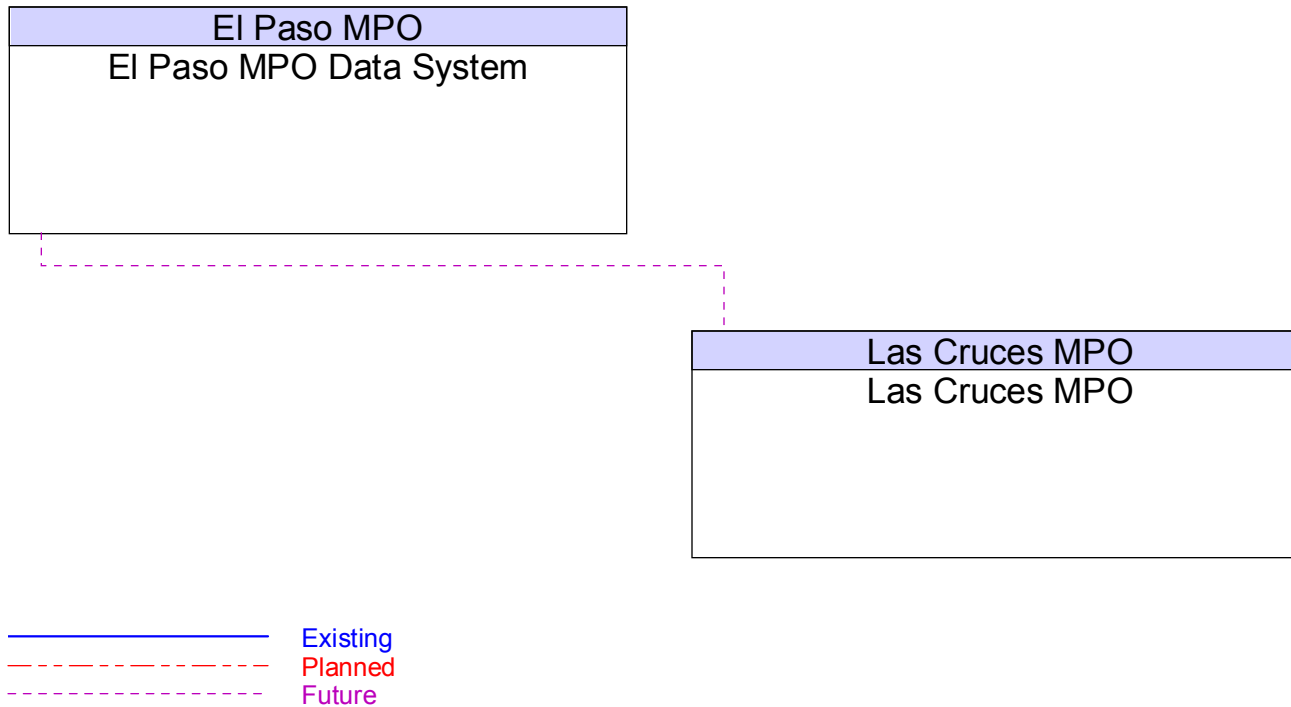 El Paso MPO
El Paso MPO Data System
Las Cruces MPO
Las Cruces MPO
Existing
Planned
Future